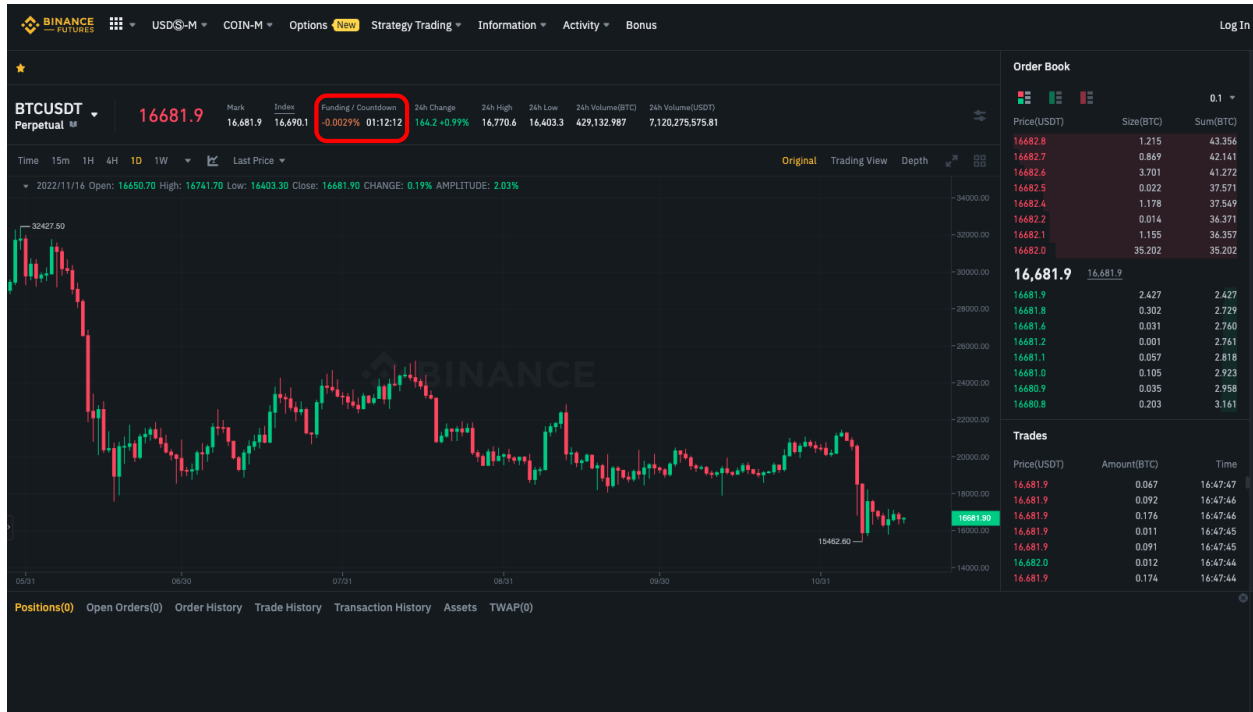 BINANCE FUTURES USDⓈ-M COIN-M Options New Strategy Trading Information Activity Bonus Log In
BTCUSDT Perpetual
16681.9
Mark 16,681.9
Index 16,690.1
Funding / Countdown -0.0029% 01:12:12
24h Change 164.2 +0.99%
24h High 16,770.6
24h Low 16,403.3
24h Volume(BTC) 429,132.987
24h Volume(USDT) 7,120,275,575.81
Time 15m 1H 4H 1D 1W Last Price Original Trading View Depth
2022/11/16 Open: 16650.70 High: 16741.70 Low: 16403.30 Close: 16681.90 CHANGE: 0.19% AMPLITUDE: 2.03%
32427.50
BINANCE
15462.60
34000.00
32000.00
30000.00
28000.00
26000.00
24000.00
22000.00
20000.00
18000.00
16681.90
16000.00
14000.00
05/31 06/30 07/31 08/31 09/30 10/31
Order Book
0.1
Price(USDT) Size(BTC) Sum(BTC)
16682.8 1.215 43.356
16682.7 0.869 42.141
16682.6 3.701 41.272
16682.5 0.022 37.571
16682.4 1.178 37.549
16682.2 0.014 36.371
16682.1 1.155 36.357
16682.0 35.202 35.202
16,681.9 16,681.9
16681.9 2.427 2.427
16681.8 0.302 2.729
16681.6 0.031 2.760
16681.2 0.001 2.761
16681.1 0.057 2.818
16681.0 0.105 2.923
16680.9 0.035 2.958
16680.8 0.203 3.161
Trades
Price(USDT) Amount(BTC) Time
16,681.9 0.067 16:47:47
16,681.9 0.092 16:47:46
16,681.9 0.176 16:47:46
16,681.9 0.011 16:47:45
16,681.9 0.091 16:47:45
16,682.0 0.012 16:47:44
16,681.9 0.174 16:47:44
Positions(0) Open Orders(0) Order History Trade History Transaction History Assets TWAP(0)